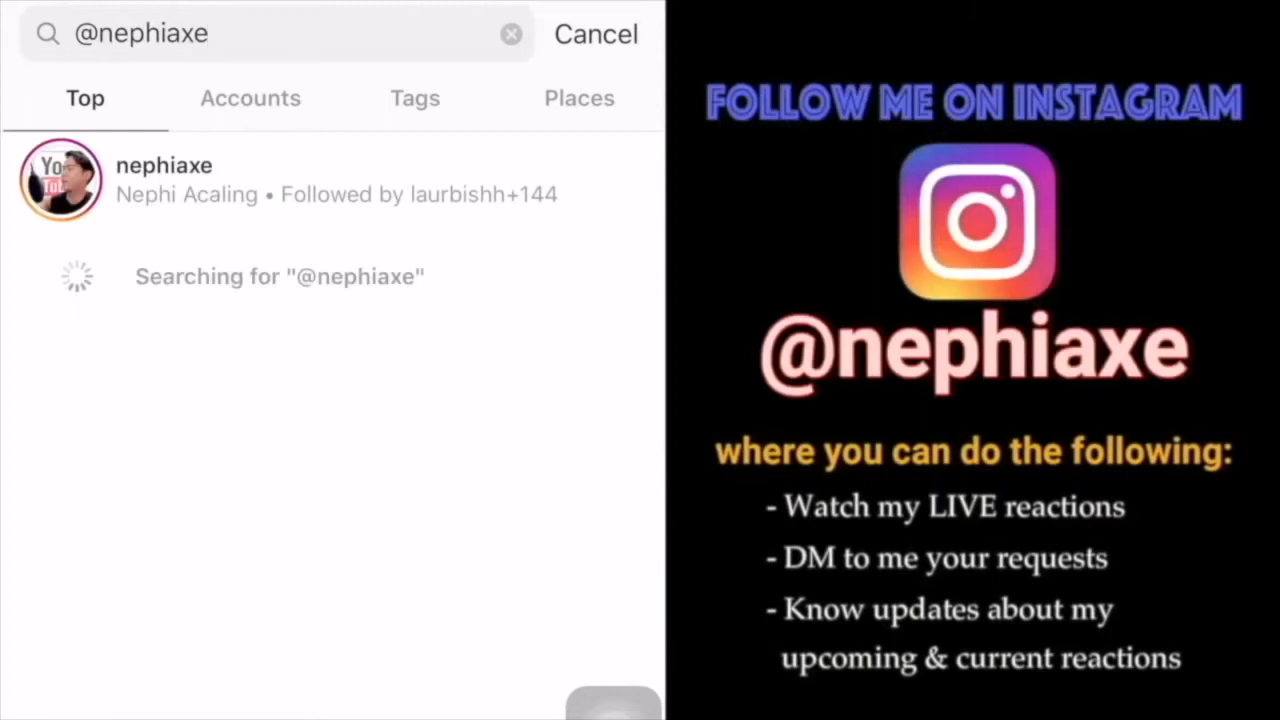 @nephiaxe
Cancel
Top
Accounts
Tags
Places
nephiaxe
Nephi Acaling • Followed by laurbishh+144
Searching for "@nephiaxe"
FOLLOW ME ON INSTAGRAM
@nephiaxe
where you can do the following:
- Watch my LIVE reactions
- DM to me your requests
- Know updates about my
upcoming & current reactions